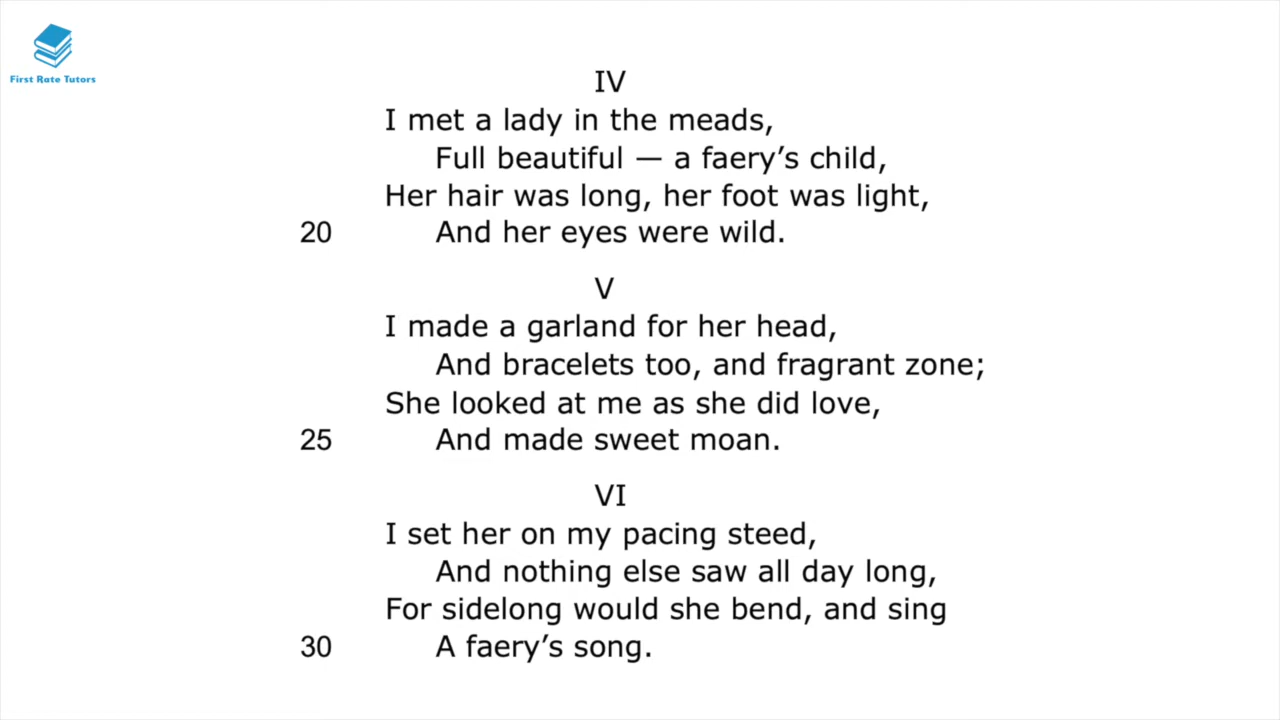 First Rate Tutors
IV
I met a lady in the meads,
Full beautiful — a faery’s child,
Her hair was long, her foot was light,
20 And her eyes were wild.
V
I made a garland for her head,
And bracelets too, and fragrant zone;
She looked at me as she did love,
25 And made sweet moan.
VI
I set her on my pacing steed,
And nothing else saw all day long,
For sidelong would she bend, and sing
30 A faery’s song.